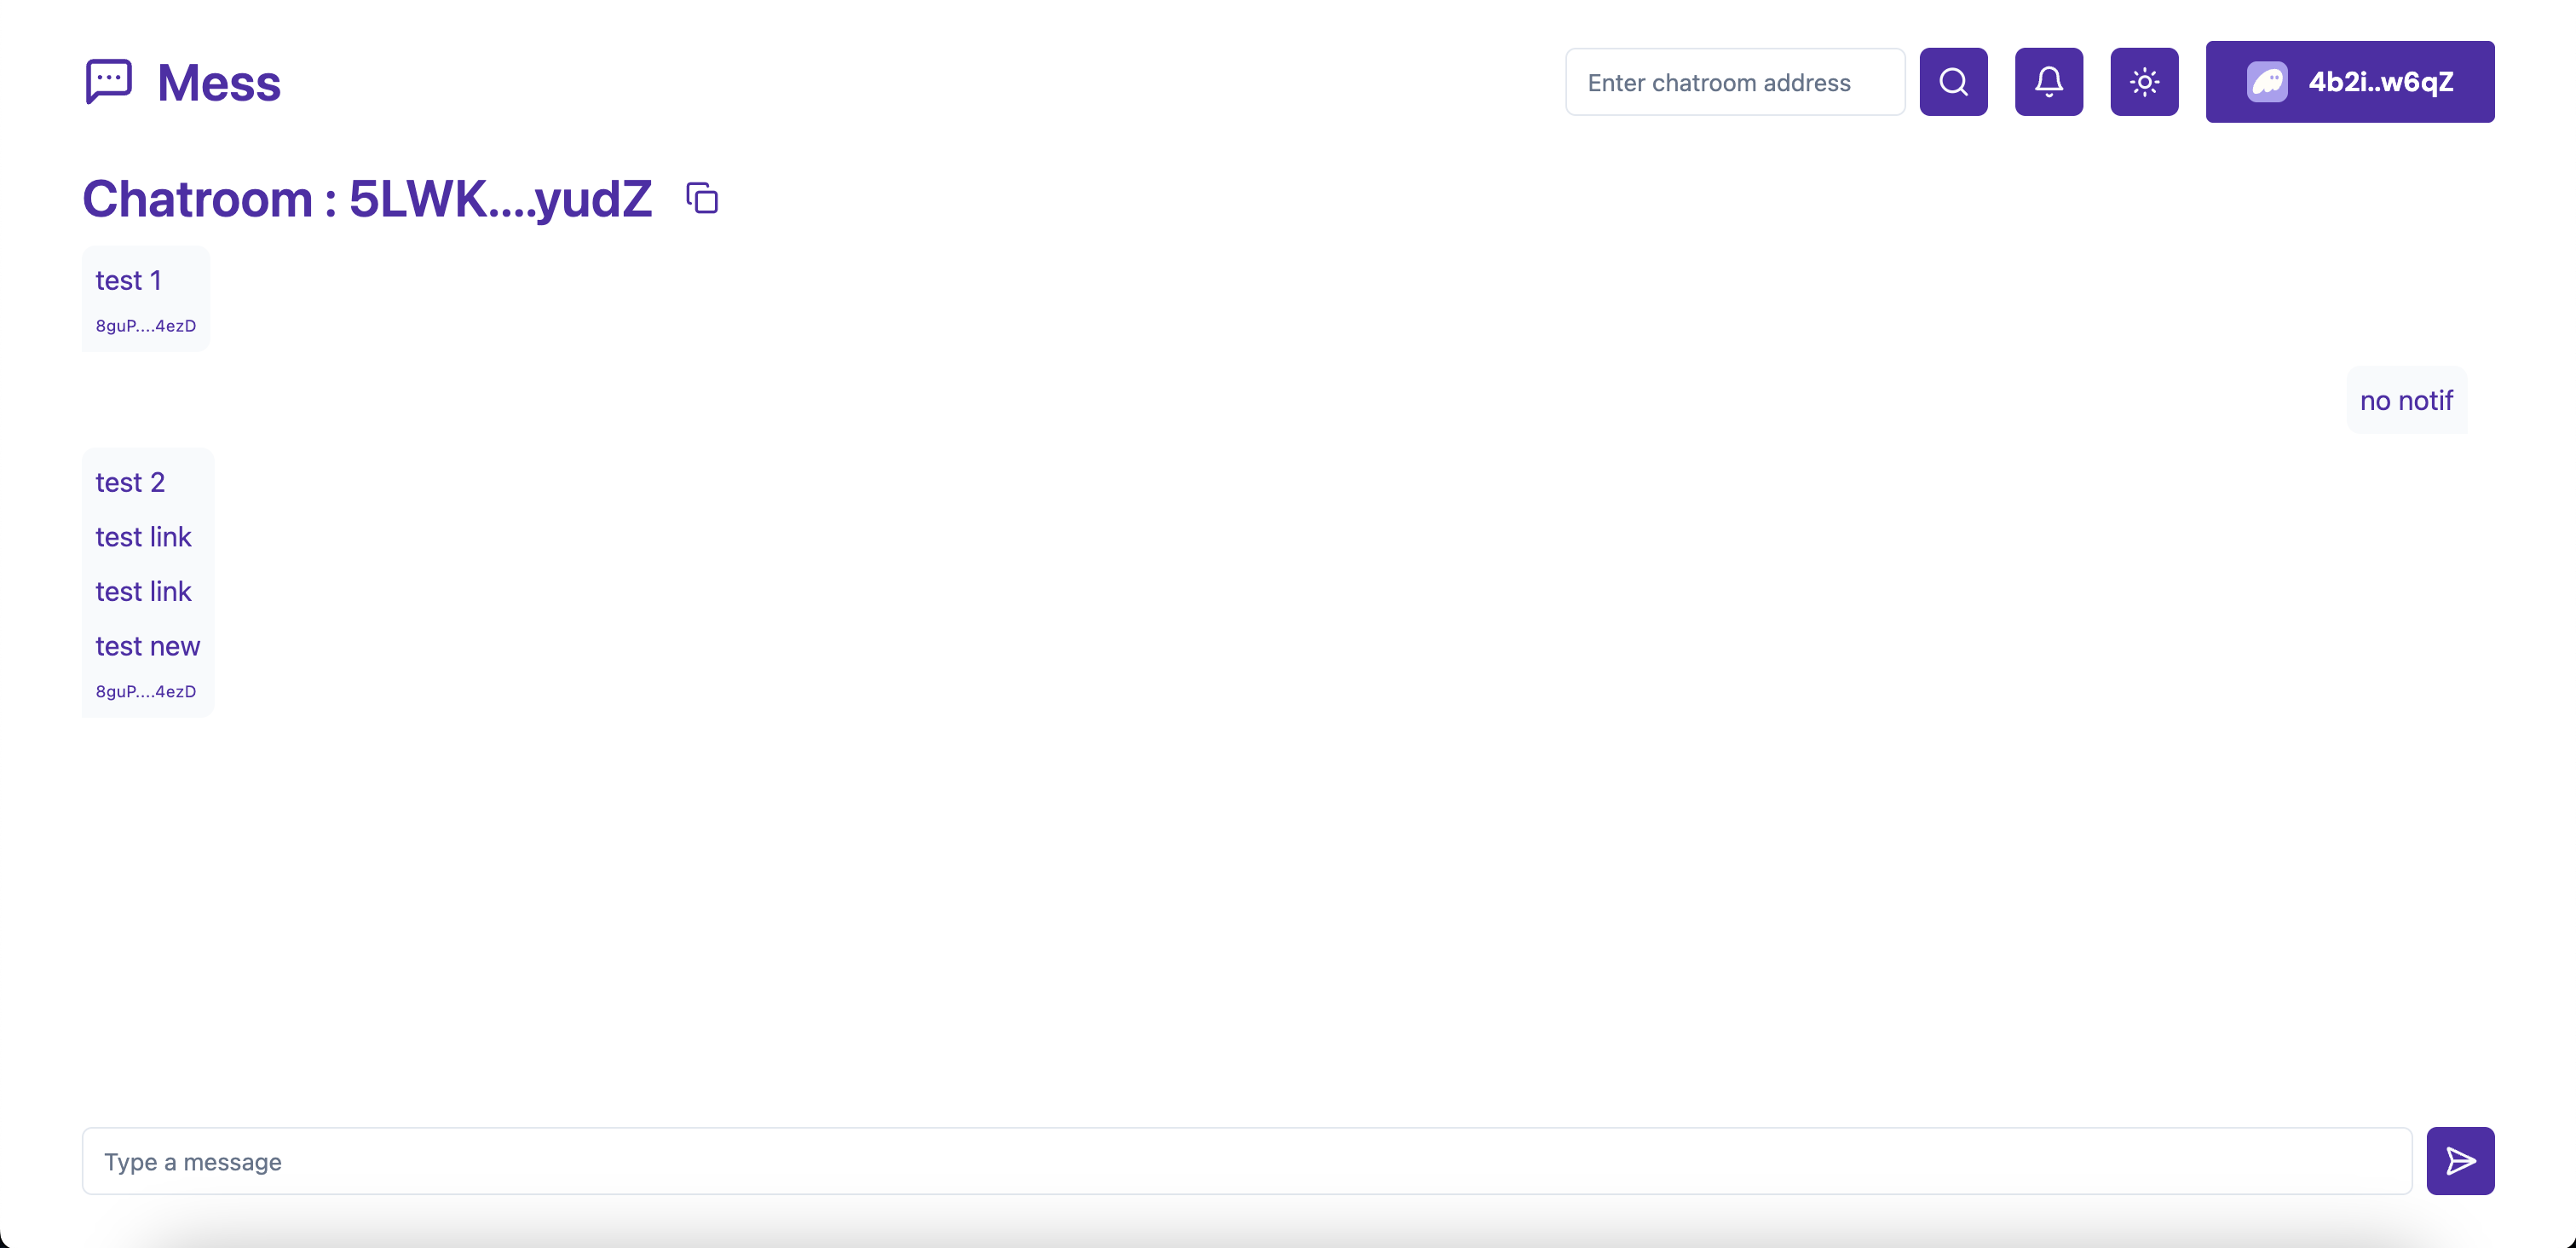 Mess
Enter chatroom address
4b2i..w6qZ
Chatroom : 5LWK....yudZ
test 1
8guP....4ezD
no notif
test 2
test link
test link
test new
8guP....4ezD
Type a message